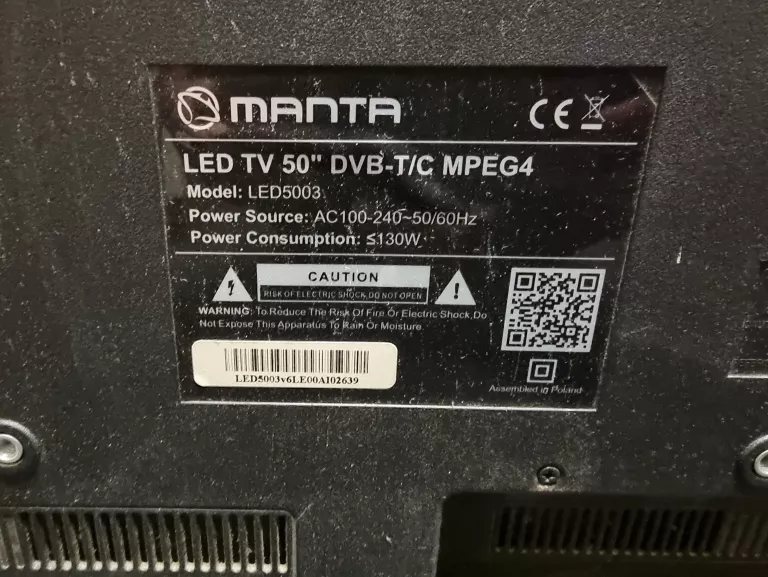 MANTA
CE
LED TV 50" DVB-T/C MPEG4
Model: LED5003
Power Source: AC100-240~50/60Hz
Power Consumption: ≤130W
CAUTION
RISK OF ELECTRIC SHOCK DO NOT OPEN
WARNING: To Reduce The Risk Of Fire Or Electric Shock, Do
Not Expose This Apparatus To Rain Or Moisture.
LED5003v6LE00AI02639
Assembled in Poland